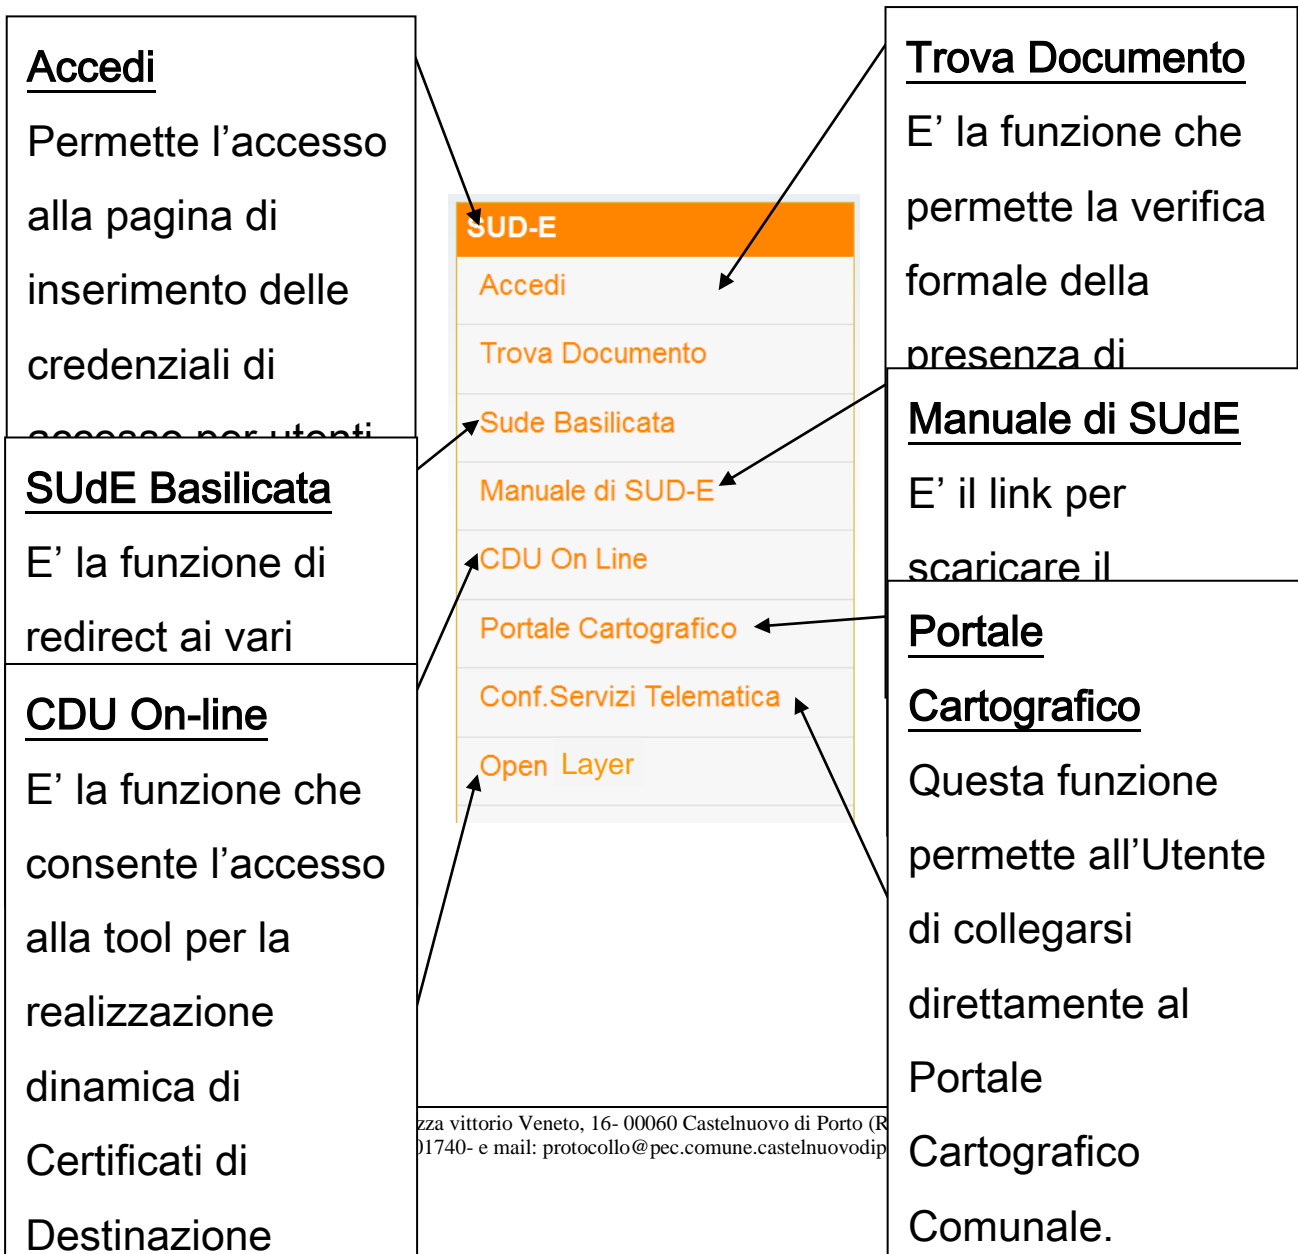 Accedi
Permette l’accesso
alla pagina di
inserimento delle
credenziali di
accesso per utenti
SUdE Basilicata
E’ la funzione di
redirect ai vari
CDU On-line
E’ la funzione che
consente l’accesso
alla tool per la
realizzazione
dinamica di
Certificati di
Destinazione
SUD-E
Accedi
Trova Documento
Sude Basilicata
Manuale di SUD-E
CDU On Line
Portale Cartografico
Conf.Servizi Telematica
Open Layer
Trova Documento
E’ la funzione che
permette la verifica
formale della
presenza di
Manuale di SUdE
E’ il link per
scaricare il
Portale
Cartografico
Questa funzione
permette all’Utente
di collegarsi
direttamente al
Portale
Cartografico
Comunale.
zza vittorio Veneto, 16- 00060 Castelnuovo di Porto (R
01740- e mail: protocollo@pec.comune.castelnuovodip